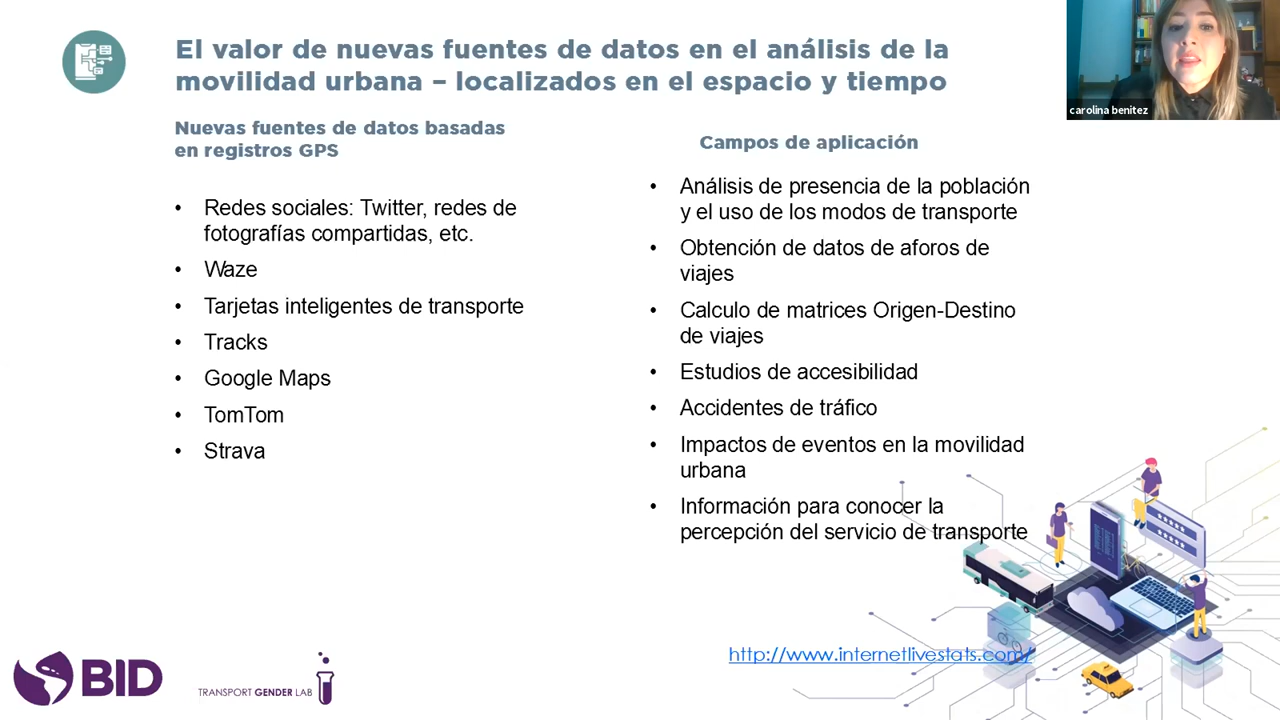 El valor de nuevas fuentes de datos en el análisis de la
movilidad urbana – localizados en el espacio y tiempo
carolina benitez
Nuevas fuentes de datos basadas
en registros GPS
• Redes sociales: Twitter, redes de
fotografías compartidas, etc.
• Waze
• Tarjetas inteligentes de transporte
• Tracks
• Google Maps
• TomTom
• Strava
Campos de aplicación
• Análisis de presencia de la población
y el uso de los modos de transporte
• Obtención de datos de aforos de
viajes
• Calculo de matrices Origen-Destino
de viajes
• Estudios de accesibilidad
• Accidentes de tráfico
• Impactos de eventos en la movilidad
urbana
• Información para conocer la
percepción del servicio de transporte
http://www.internetlivestats.com/
BID
TRANSPORT GENDER LAB